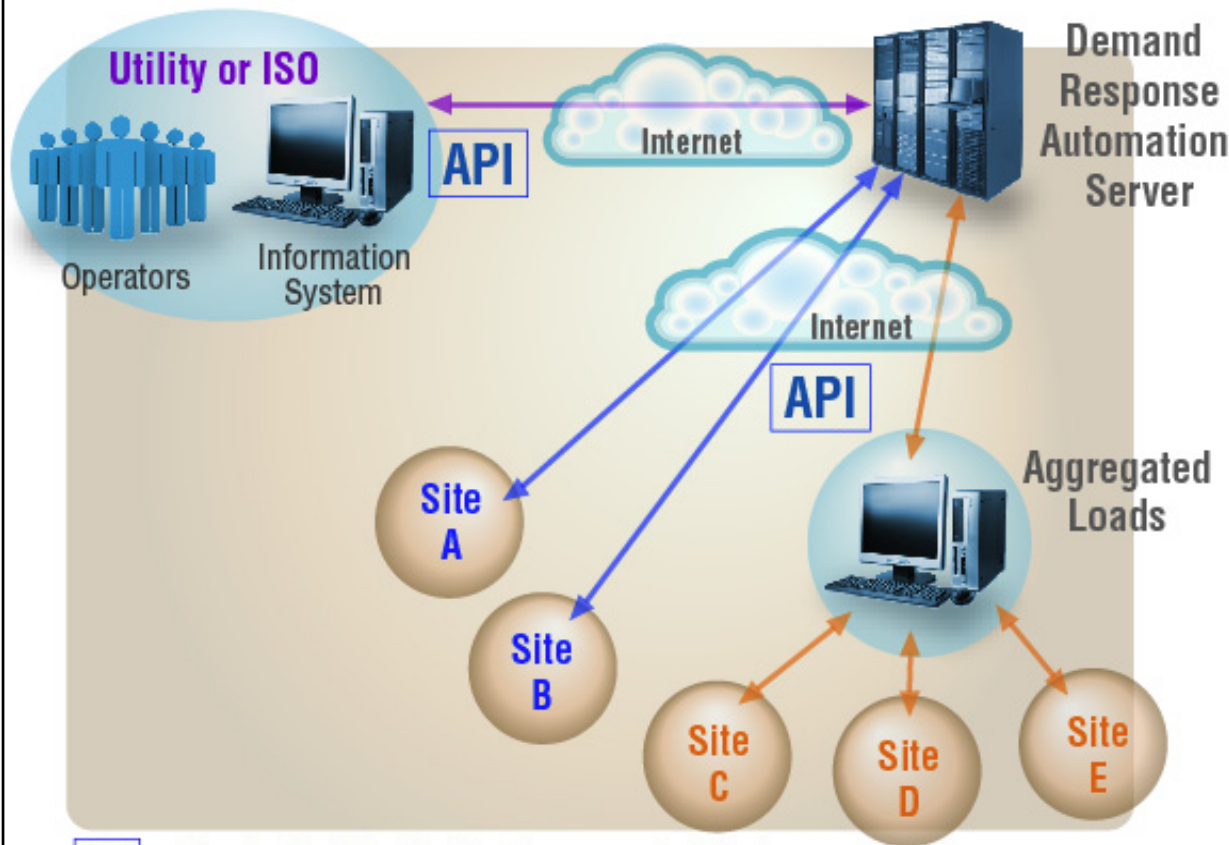 Utility or ISO
Operators
Information
System
API
Internet
Demand
Response
Automation
Server
Internet
API
Aggregated
Loads
Site
A
Site
B
Site
C
Site
D
Site
E